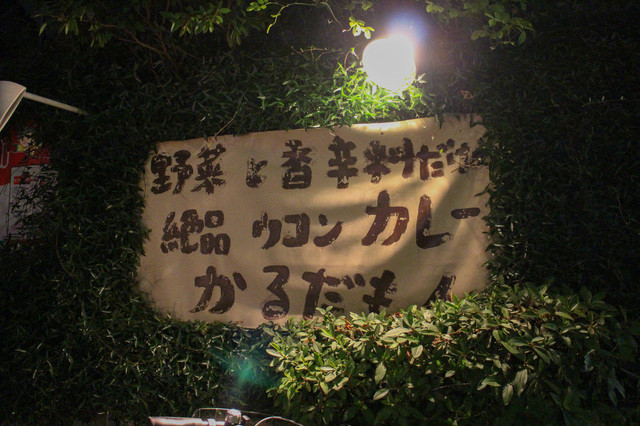 野菜と香辛料だけ
絶品 ウコン カレー
かるだもん